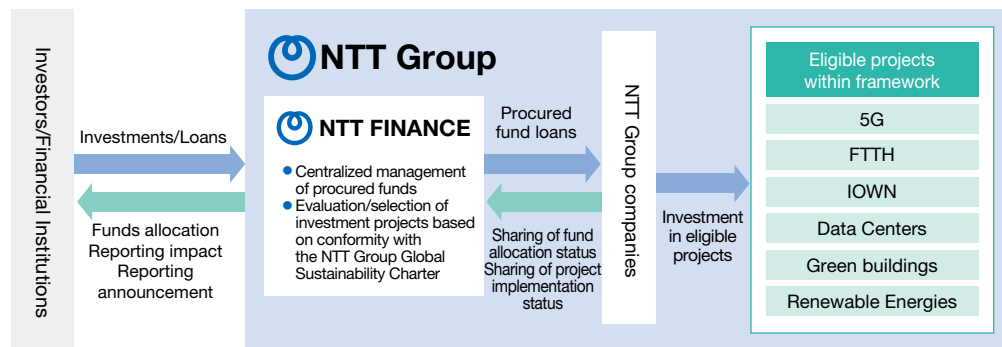 Investors/Financial Institutions
Investments/Loans
Funds allocation
Reporting impact
Reporting
announcement
NTT Group
NTT FINANCE
● Centralized management
of procured funds
● Evaluation/selection of
investment projects based
on conformity with
the NTT Group Global
Sustainability Charter
Procured
fund loans
Sharing of fund
allocation status
Sharing of project
implementation
status
NTT Group companies
Investment
in eligible
projects
Eligible projects
within framework
5G
FTTH
IOWN
Data Centers
Green buildings
Renewable Energies